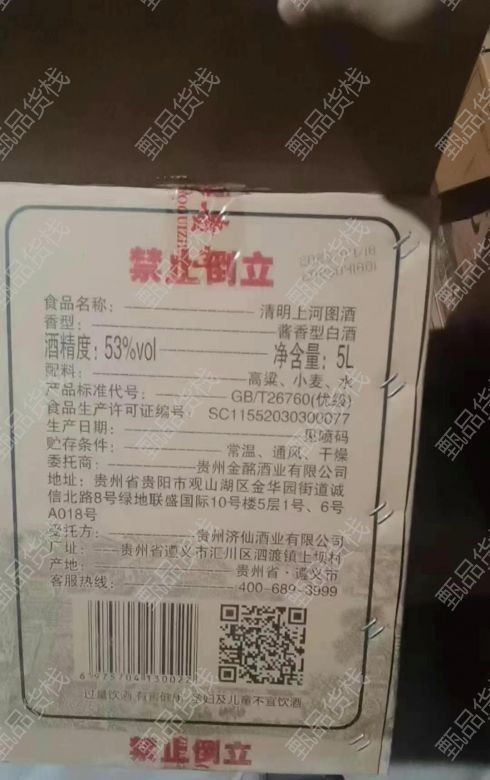 禁止倒立
食品名称：清明上河图酒
香型：酱香型白酒
酒精度：53%vol 净含量：5L
配料：高粱、小麦、水
产品标准代号：GB/T26760(优级)
食品生产许可证编号：SC11552030300077
生产日期：见喷码
贮存条件：常温、通风、干燥
委托商：贵州金酩酒业有限公司
地址：贵州省贵阳市观山湖区金华园街道诚
信北路8号绿地联盛国际10号楼5层1号、6号
A018号
受托方：贵州济仙酒业有限公司
厂址：贵州省遵义市汇川区泗渡镇上坝村
产地：贵州省·遵义市
客服热线：400-689-3999
6975704130022
过量饮酒,有害健康,孕妇及儿童不宜饮酒
禁止倒立
甄品货栈